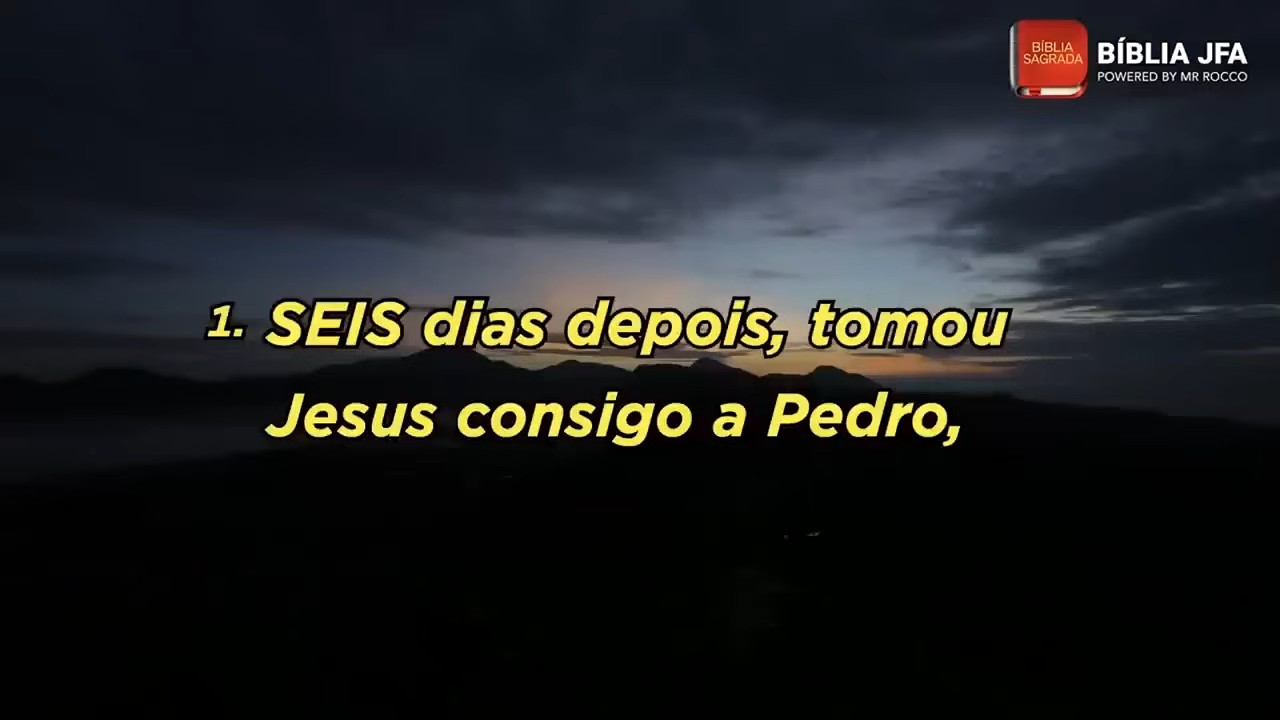 BÍBLIA
SAGRADA
BÍBLIA JFA
POWERED BY MR ROCCO
1. SEIS dias depois, tomou
Jesus consigo a Pedro,